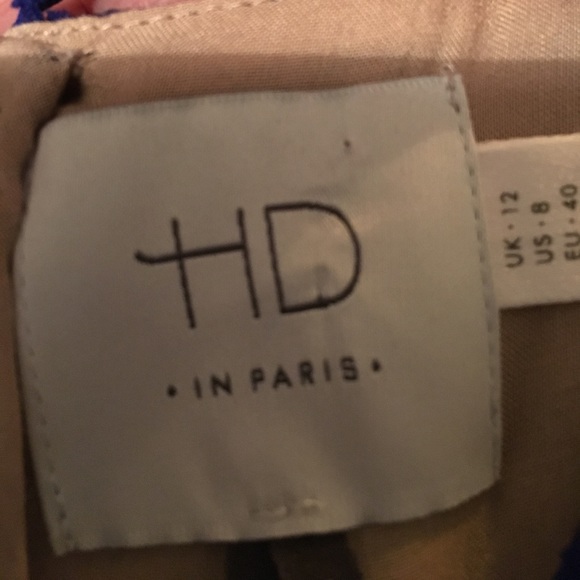 HD
• IN PARIS •
UK • 12
US • 8
EU • 40